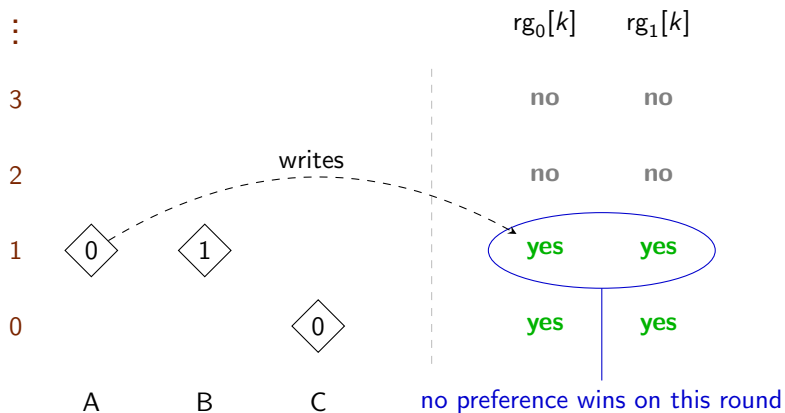 ⋮ rg₀[k] rg₁[k]
3 no no
writes
2 no no
1 0 1 yes yes
0 0 yes yes
A B C no preference wins on this round